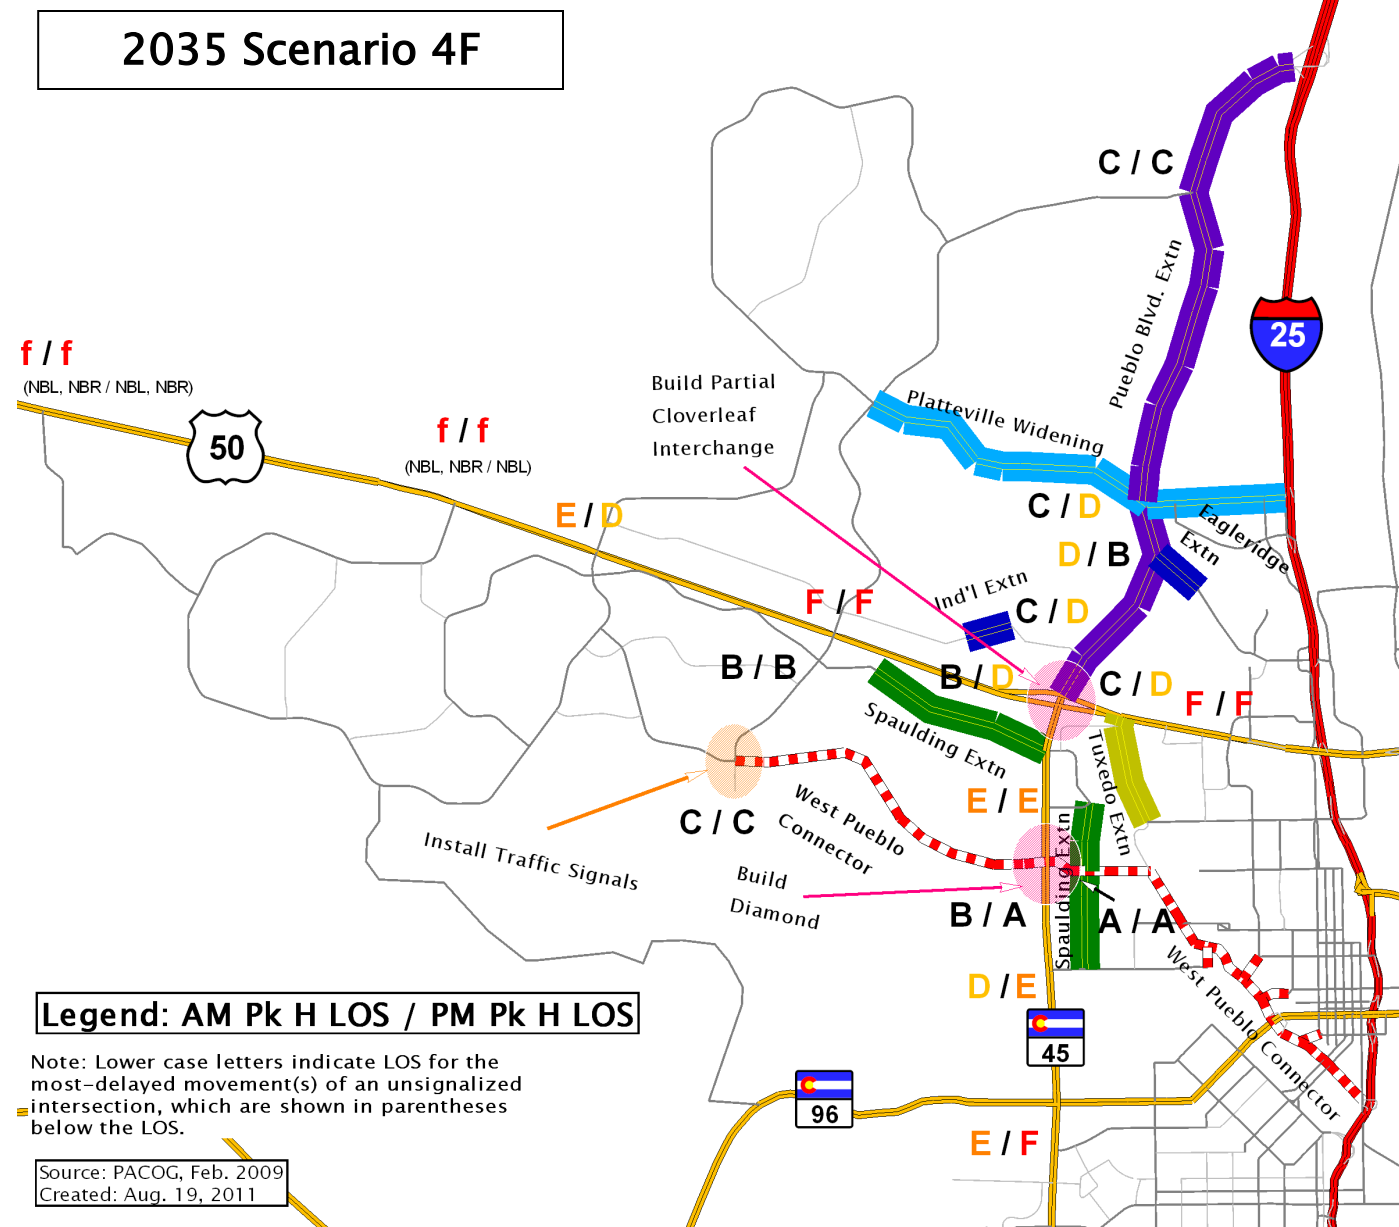 2035 Scenario 4F
C / C
Pueblo Blvd. Extn
25
f / f
(NBL, NBR / NBL, NBR)
50
f / f
(NBL, NBR / NBL)
Build Partial
Cloverleaf
Interchange
Platteville Widening
E / D
C / D
Eagleridge
Extn
D / B
F / F
Ind'l Extn
C / D
B / B
B / D
C / D
F / F
Spaulding Extn
Tuxedo Extn
E / E
West Pueblo
Connector
C / C
Install Traffic Signals
Spaulding Extn
Build
Diamond
B / A
A / A
West Pueblo Connector
D / E
45
96
E / F
Legend: AM Pk H LOS / PM Pk H LOS
Note: Lower case letters indicate LOS for the
most-delayed movement(s) of an unsignalized
intersection, which are shown in parentheses
below the LOS.
Source: PACOG, Feb. 2009
Created: Aug. 19, 2011